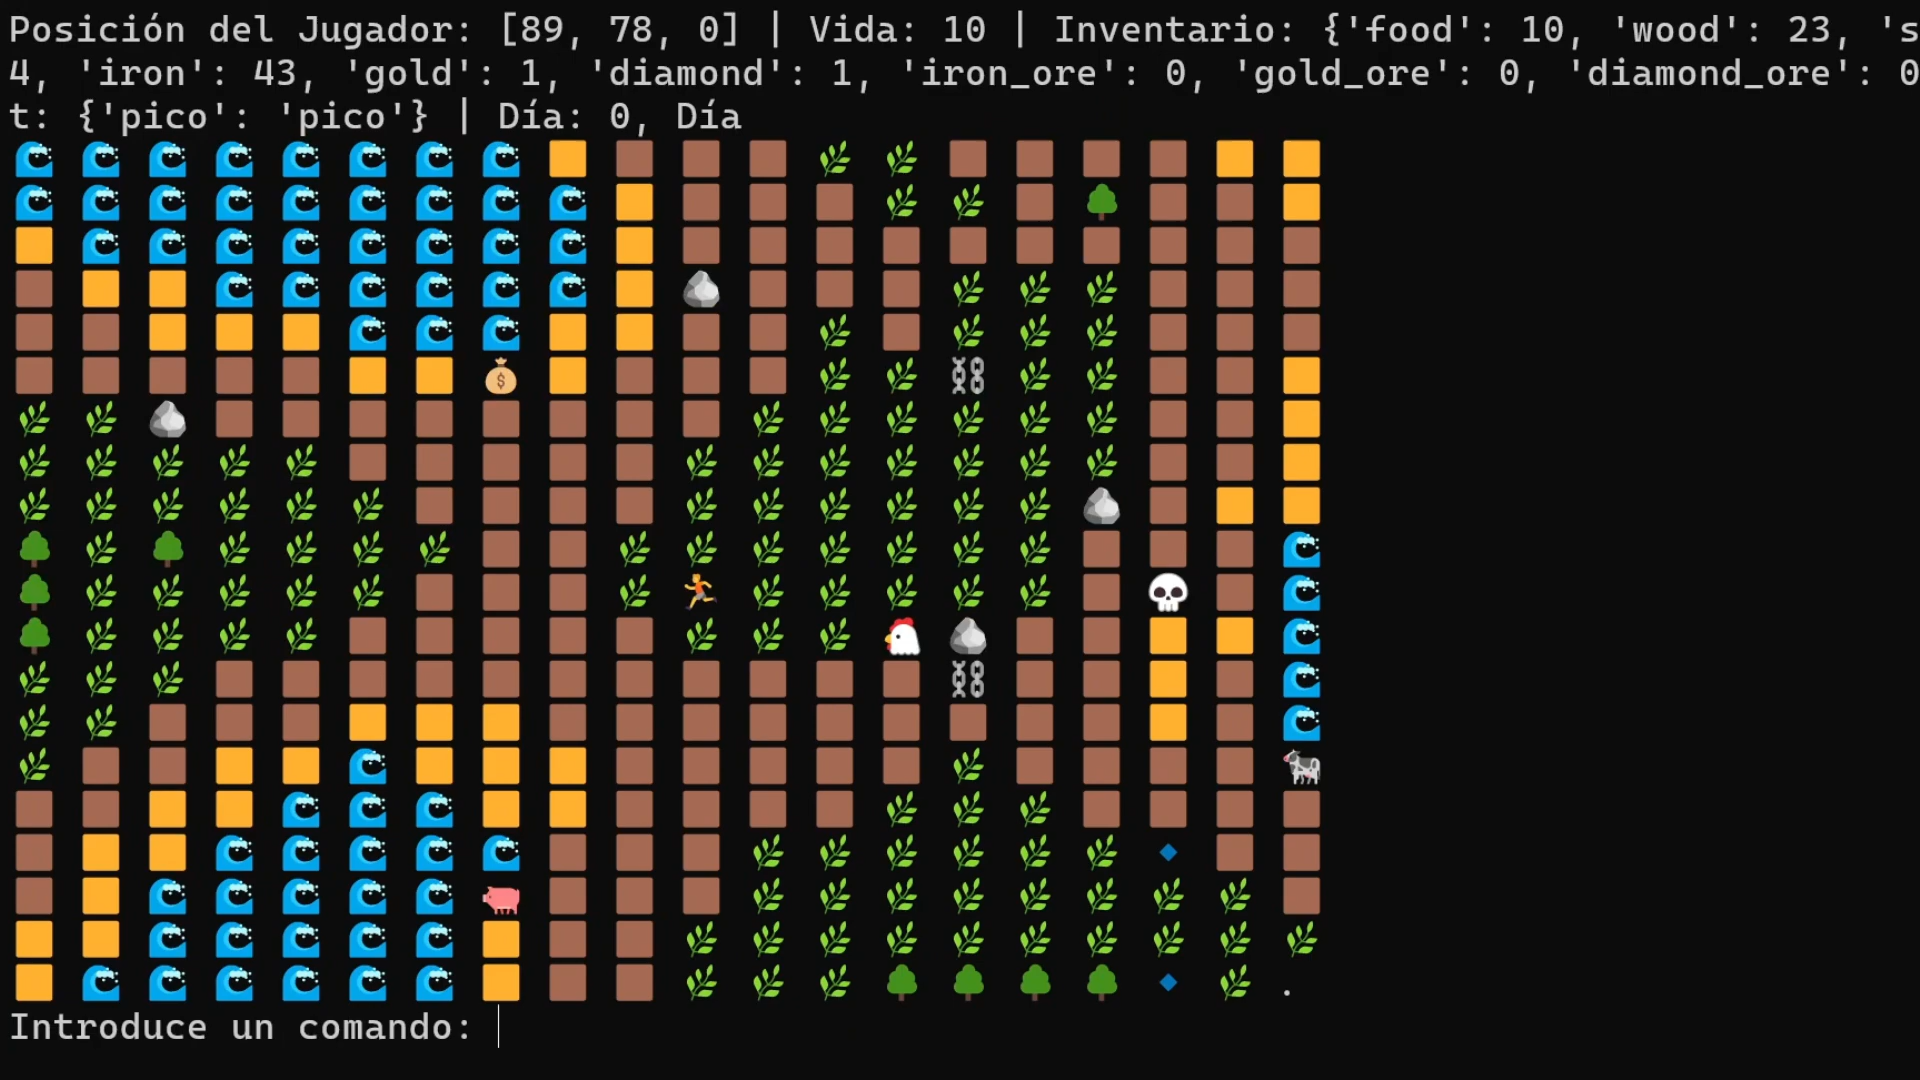 Posición del Jugador: [89, 78, 0] | Vida: 10 | Inventario: {'food': 10, 'wood': 23, 's
4, 'iron': 43, 'gold': 1, 'diamond': 1, 'iron_ore': 0, 'gold_ore': 0, 'diamond_ore': 0
t: {'pico': 'pico'} | Día: 0, Día
.
Introduce un comando: